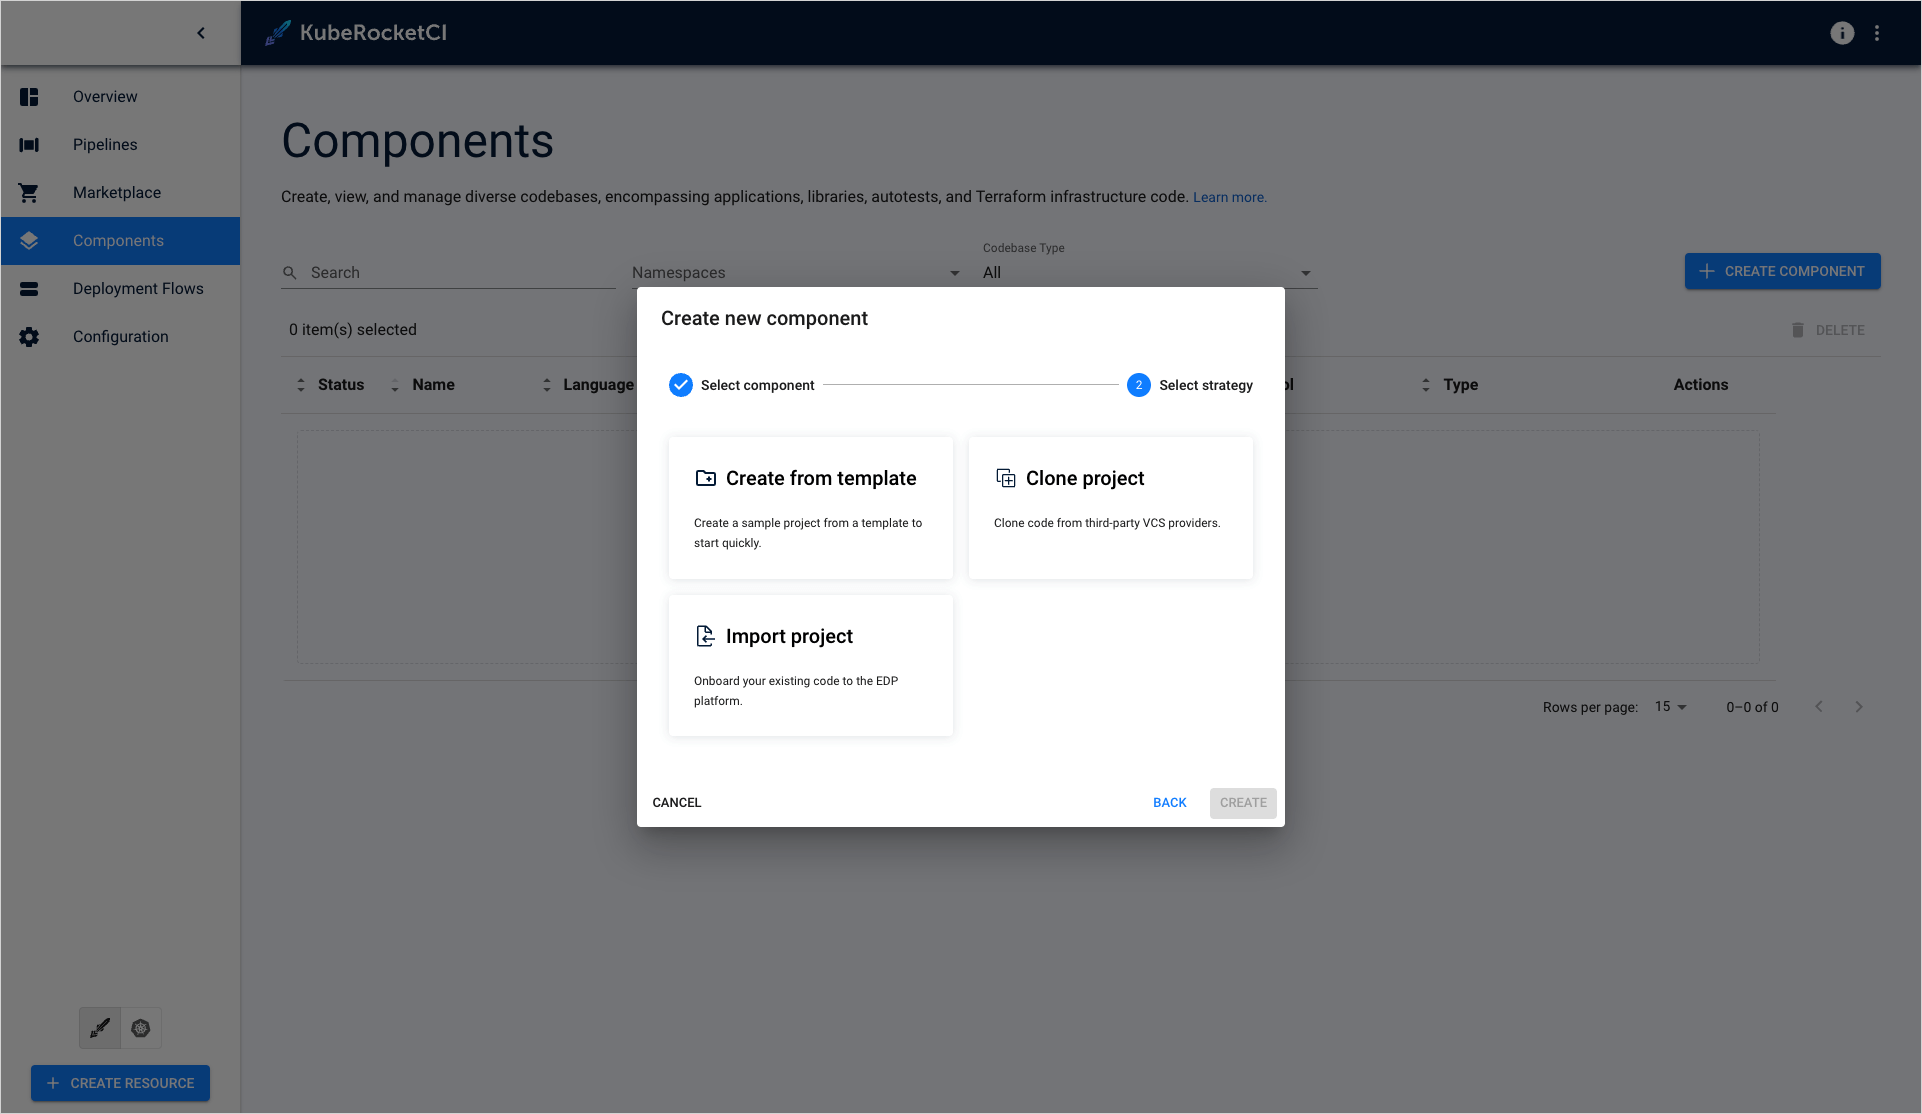 KubeRocketCI
Overview
Pipelines
Marketplace
Components
Deployment Flows
Configuration
CREATE RESOURCE
Components
Create, view, and manage diverse codebases, encompassing applications, libraries, autotests, and Terraform infrastructure code. Learn more.
Search
Namespaces
Codebase Type
All
CREATE COMPONENT
0 item(s) selected
DELETE
Status
Name
Language
Type
Actions
Create new component
Select component
2
Select strategy
Create from template
Create a sample project from a template to
start quickly.
Clone project
Clone code from third-party VCS providers.
Import project
Onboard your existing code to the EDP
platform.
CANCEL
BACK
CREATE
Rows per page:
15
0–0 of 0